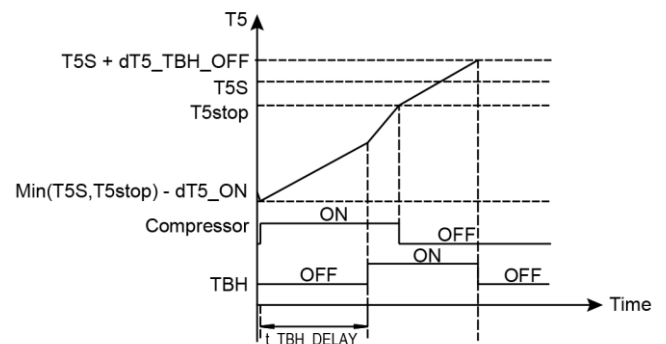 T5
T5S + dT5_TBH_OFF
T5S
T5stop
Min(T5S,T5stop) - dT5_ON
ON
Compressor
OFF
ON
TBH
OFF
OFF
Time
t_TBH_DELAY